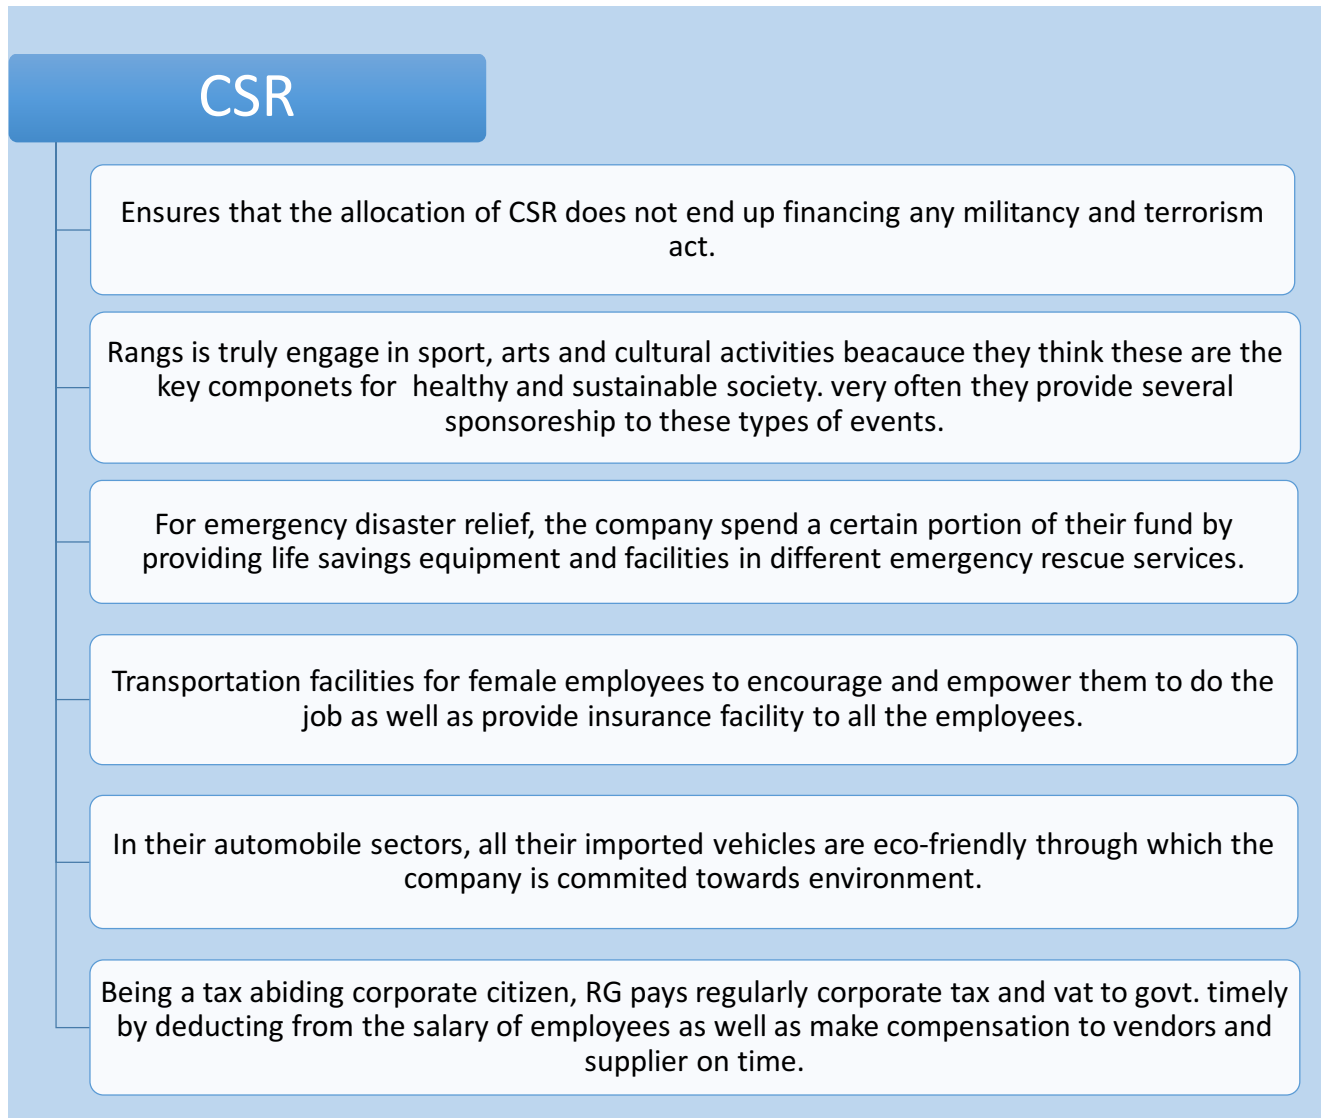 CSR
Ensures that the allocation of CSR does not end up financing any militancy and terrorism
act.
Rangs is truly engage in sport, arts and cultural activities beacauce they think these are the
key componets for  healthy and sustainable society. very often they provide several
sponsoreship to these types of events.
For emergency disaster relief, the company spend a certain portion of their fund by
providing life savings equipment and facilities in different emergency rescue services.
Transportation facilities for female employees to encourage and empower them to do the
job as well as provide insurance facility to all the employees.
In their automobile sectors, all their imported vehicles are eco-friendly through which the
company is commited towards environment.
Being a tax abiding corporate citizen, RG pays regularly corporate tax and vat to govt. timely
by deducting from the salary of employees as well as make compensation to vendors and
supplier on time.